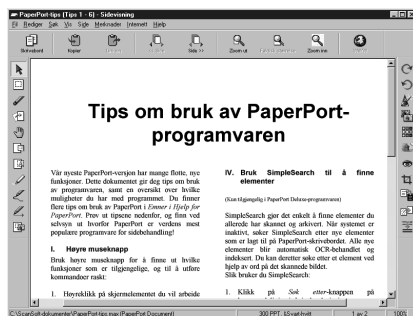 PaperPort-tips [Tips 1 - 6] - Sidevisning
Fil Rediger Søk Vis Side Merknader Internett Hjelp
Skrivebord Kopier Side >> Zoom ut Zoom inn
Tips om bruk av PaperPort-
programvaren
Vår nyeste PaperPort-versjon har mange flotte, nye
funksjoner. Dette dokumentet gir deg tips om bruk
av programvaren, samt en oversikt over hvilke
muligheter du har med programmet. Du finner
flere tips om bruk av PaperPort i Emner i Hjelp for
PaperPort. Prøv ut tipsene nedenfor, og finn ved
selvsyn ut hvorfor PaperPort er verdens mest
populære programvare for sidebehandling!
I. Høyre museknapp
Bruk høyre museknapp for å finne ut hvilke
funksjoner som er tilgjengelige, og til å utføre
kommandoer raskt:
1. Høyreklikk på skjermelementet du vil arbeide
IV. Bruk SimpleSearch til å finne
elementer
(Kun tilgjengelig i PaperPort Deluxe-programvaren)
SimpleSearch gjør det enkelt å finne elementer du
allerede har skannet og arkivert. Når systemet er
inaktivt, søker SimpleSearch etter nye elementer
som er lagt til på PaperPort-skrivebordet. Alle nye
elementer blir automatisk OCR-behandlet og
indeksert. Du kan deretter søke etter et element ved
hjelp av ord på det skannede bildet.
Slik bruker du SimpleSearch:
1. Klikk på Søk etter-knappen på
C:\ScanSoft-dokumenter\PaperPort-tips.max (PaperPort Document) 300 PPT, &Svart-hvitt 1 av 2 100%